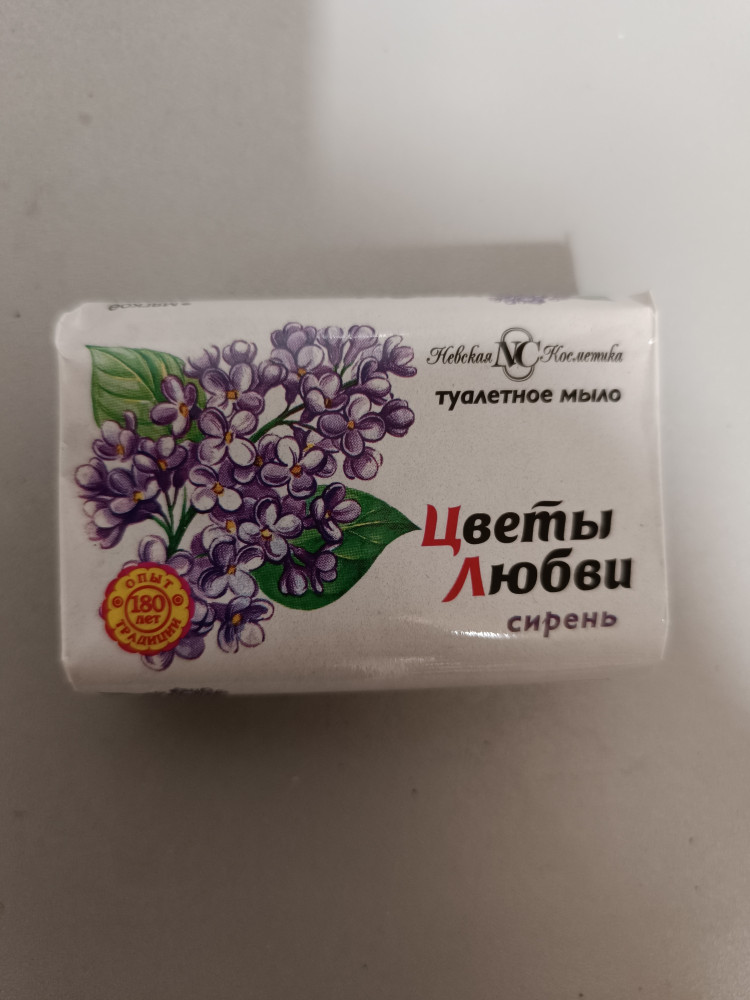 Невская NC Косметика
туалетное мыло
Цветы
Любви
сирень
ОПЫТ
180
лет
ТРАДИЦИИ